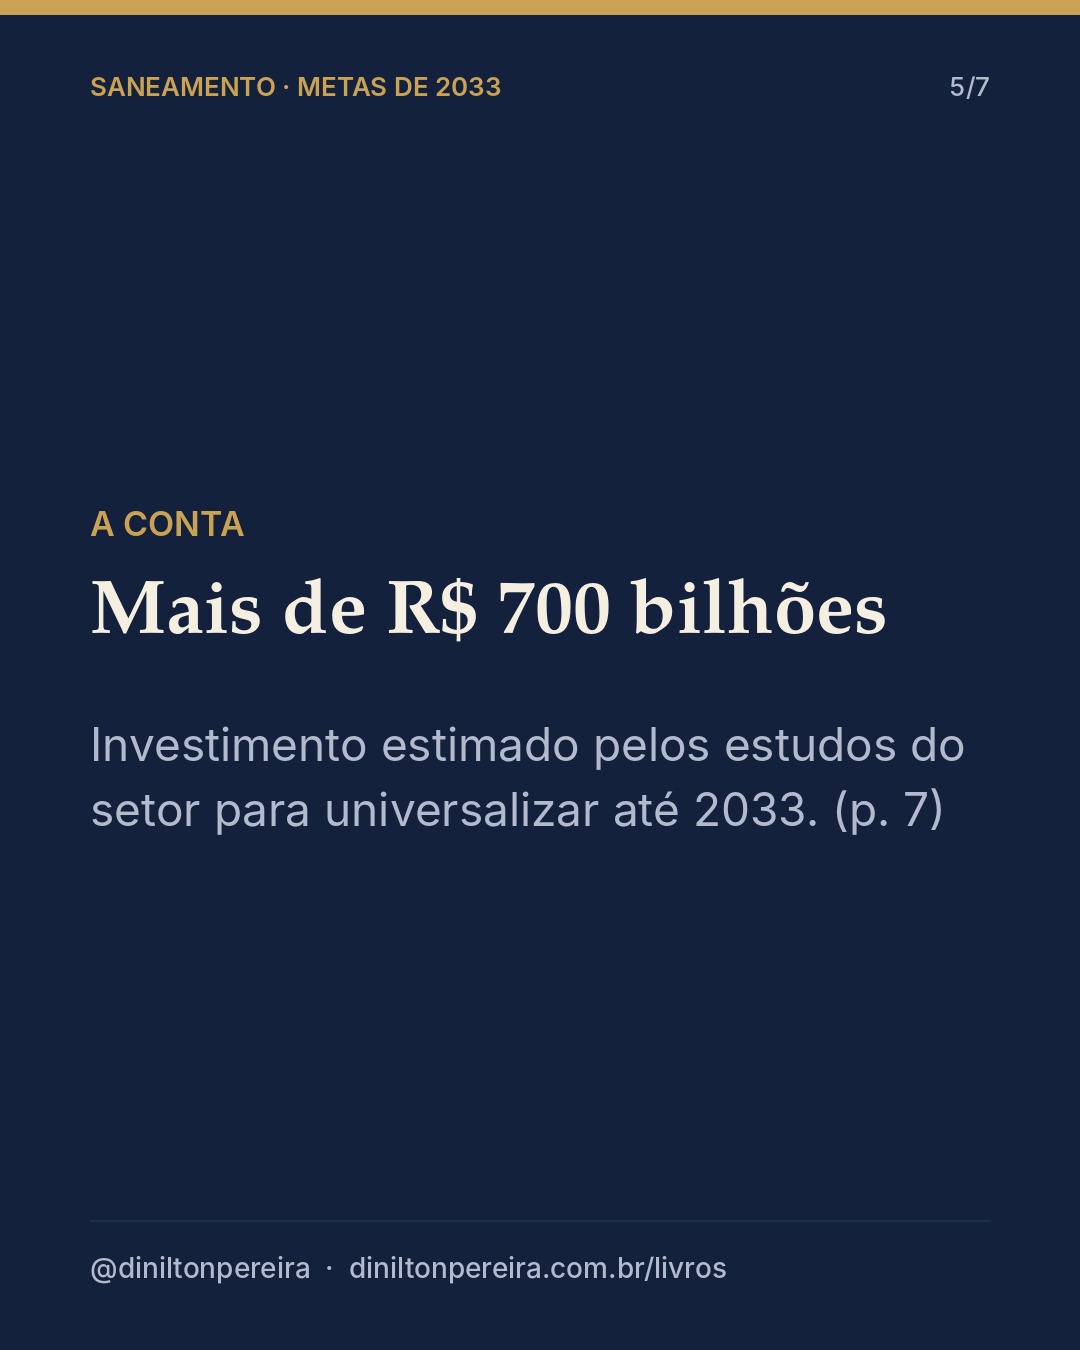 SANEAMENTO · METAS DE 2033
5/7
A CONTA
Mais de R$ 700 bilhões
Investimento estimado pelos estudos do
setor para universalizar até 2033. (p. 7)
@diniltonpereira · diniltonpereira.com.br/livros